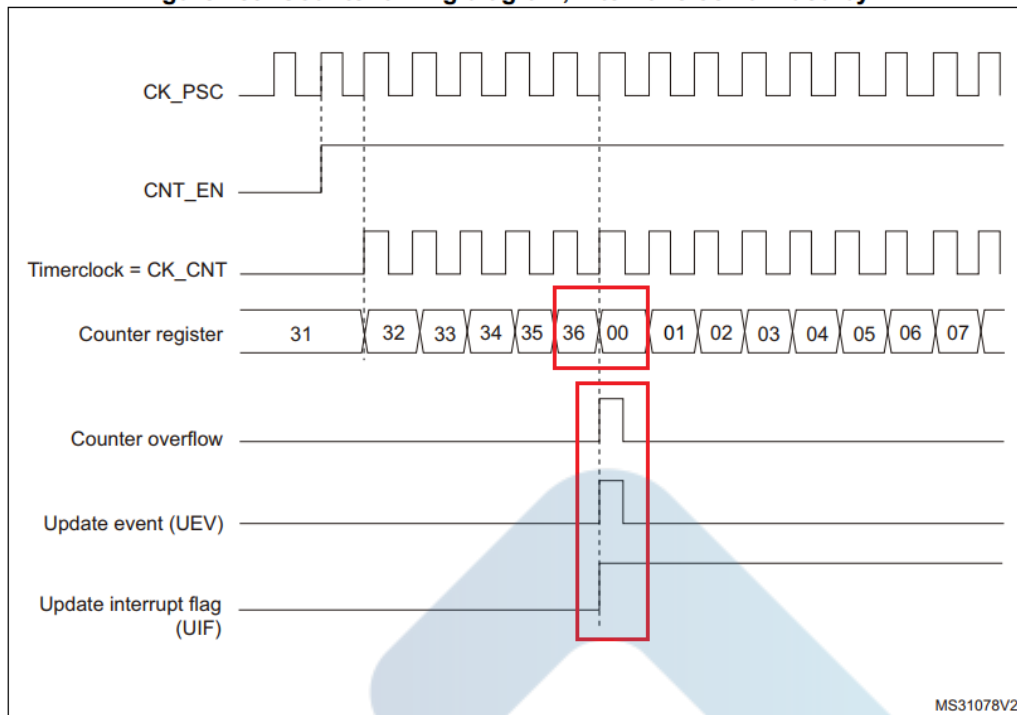 CK_PSC
CNT_EN
Timerclock = CK_CNT
Counter register 31 32 33 34 35 36 00 01 02 03 04 05 06 07
Counter overflow
Update event (UEV)
Update interrupt flag
(UIF)
MS31078V2